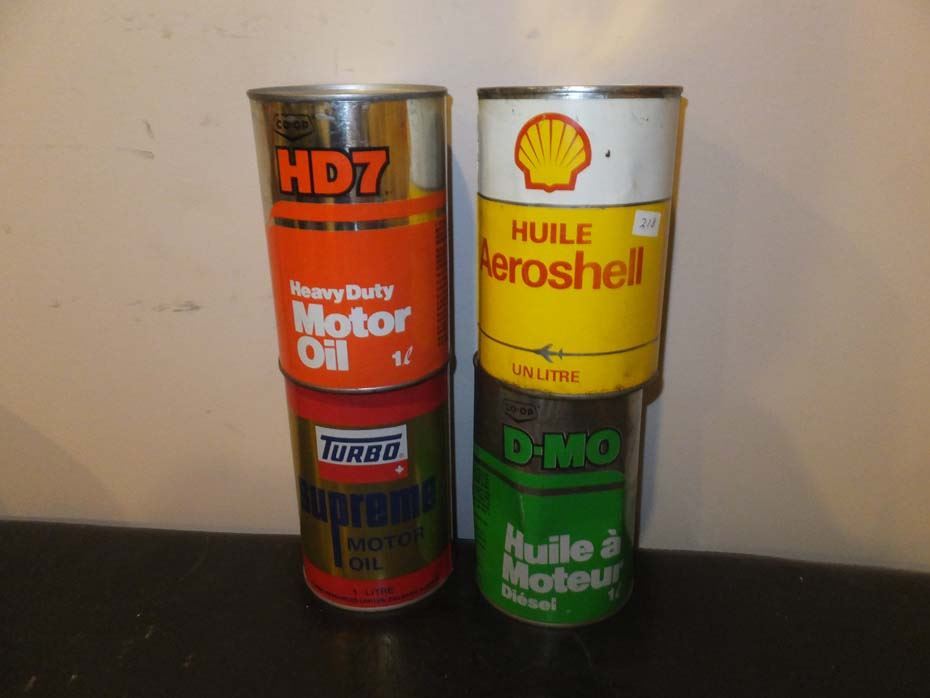 CO-OP
HD7
Heavy Duty
Motor
Oil
1ℓ
HUILE
Aeroshell
UN LITRE
218
TURBO
supreme
MOTOR
OIL
1 - LITRE
CO-OP
D-MO
Huile à
Moteur
Diésel
1ℓ